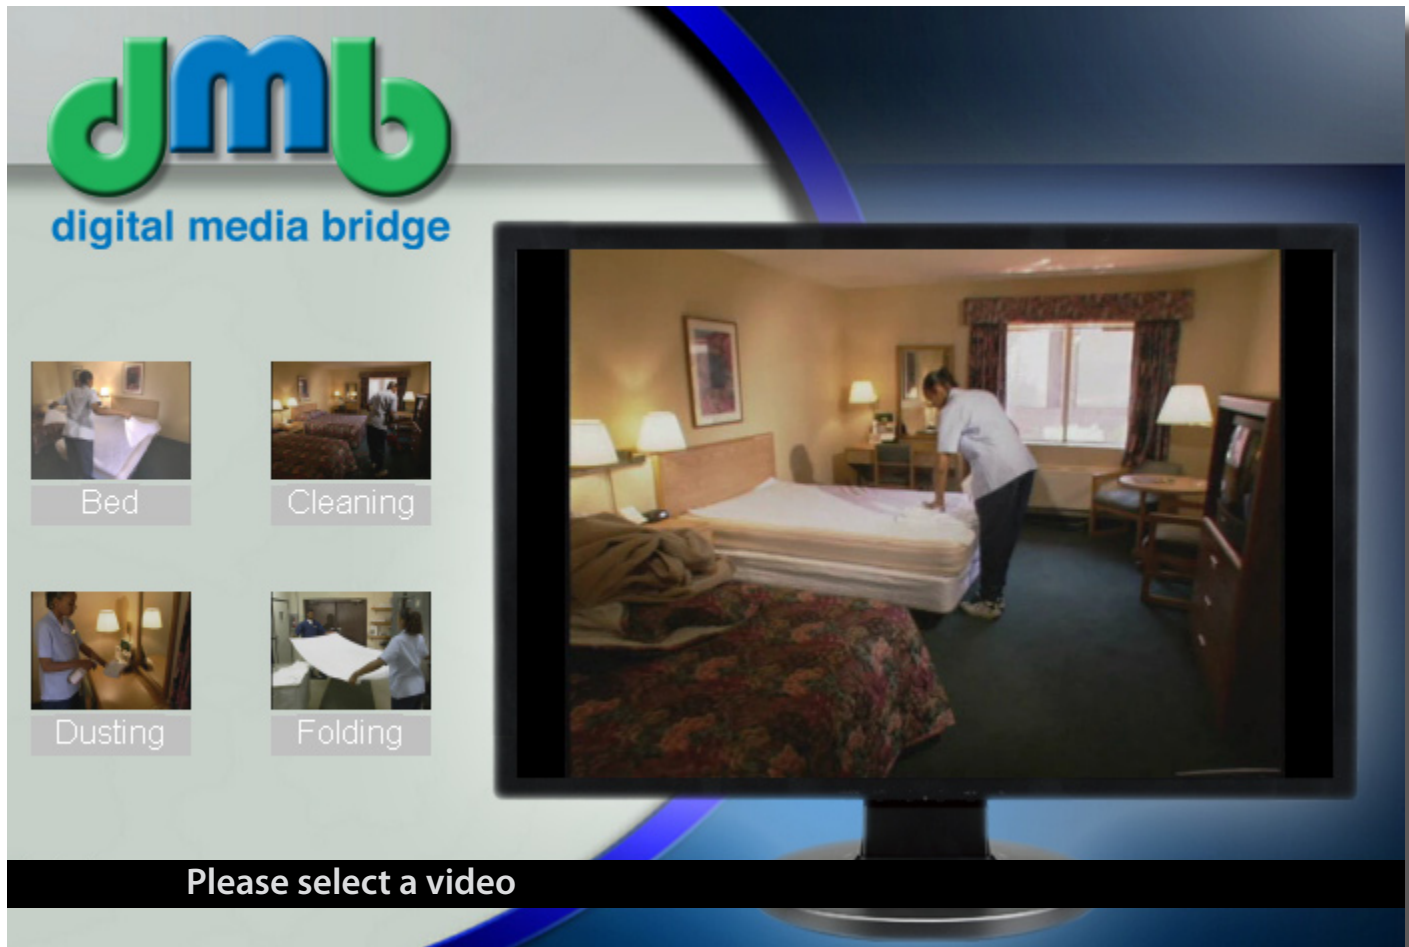 dmb
digital media bridge
Bed
Cleaning
Dusting
Folding
Please select a video